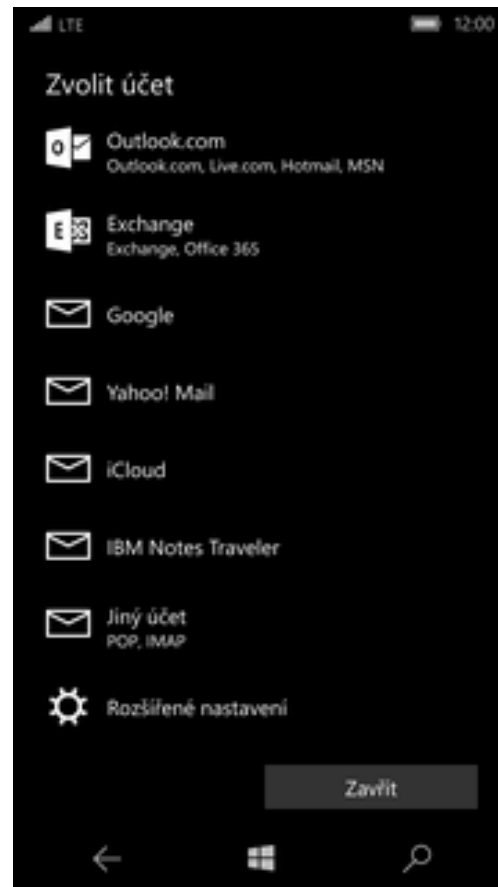 LTE 12:00
Zvolit účet
Outlook.com
Outlook.com, Live.com, Hotmail, MSN
Exchange
Exchange, Office 365
Google
Yahoo! Mail
iCloud
IBM Notes Traveler
Jiný účet
POP, IMAP
Rozšířené nastavení
Zavřít